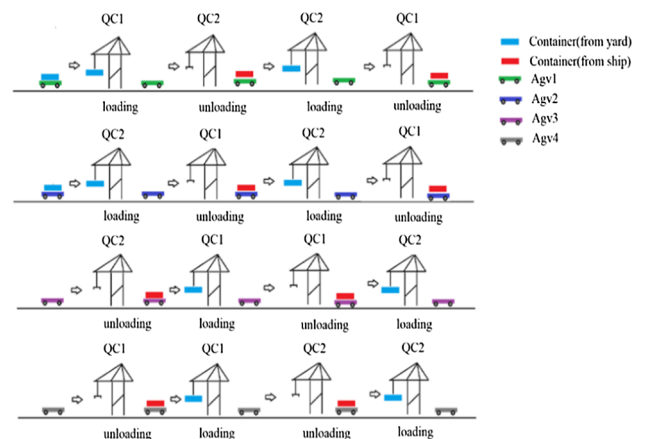 QC1 QC2 QC2 QC1
loading unloading loading unloading
QC2 QC1 QC2 QC1
loading unloading loading unloading
QC2 QC1 QC1 QC2
unloading loading unloading loading
QC1 QC1 QC2 QC2
unloading loading unloading loading
Container(from yard)
Container(from ship)
Agv1
Agv2
Agv3
Agv4